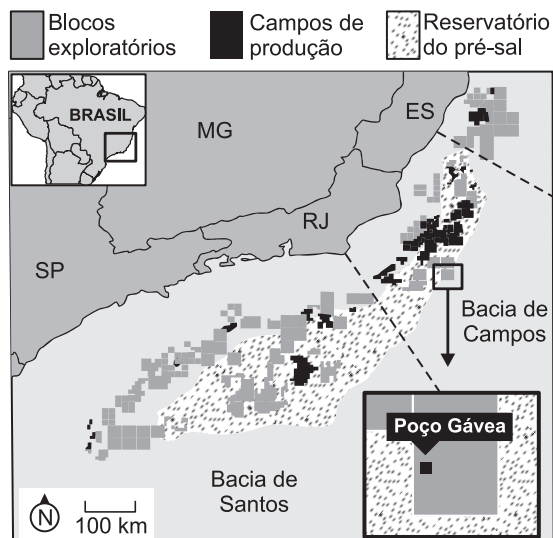 Blocos
exploratórios
Campos de
produção
Reservatório
do pré-sal
BRASIL
MG
ES
RJ
SP
Bacia de
Campos
Poço Gávea
Bacia de
Santos
N
100 km